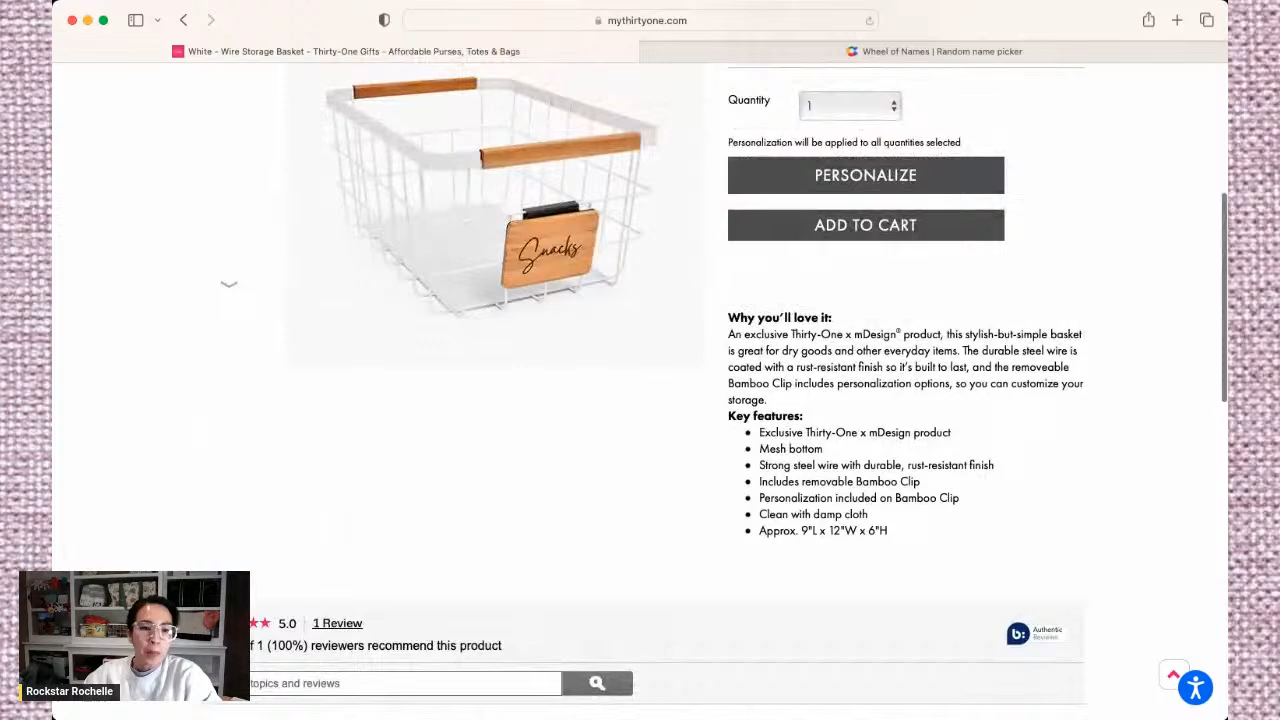 mythirtyone.com
White - Wire Storage Basket - Thirty-One Gifts - Affordable Purses, Totes & Bags
Wheel of Names | Random name picker
Quantity
1
Personalization will be applied to all quantities selected
PERSONALIZE
ADD TO CART
Snacks
Why you'll love it:
An exclusive Thirty-One x mDesign® product, this stylish-but-simple basket
is great for dry goods and other everyday items. The durable steel wire is
coated with a rust-resistant finish so it's built to last, and the removeable
Bamboo Clip includes personalization options, so you can customize your
storage.
Key features:
Exclusive Thirty-One x mDesign product
Mesh bottom
Strong steel wire with durable, rust-resistant finish
Includes removable Bamboo Clip
Personalization included on Bamboo Clip
Clean with damp cloth
Approx. 9"L x 12"W x 6"H
5.0
1 Review
1 (100%) reviewers recommend this product
b:
Authentic
Reviews
topics and reviews
Rockstar Rochelle